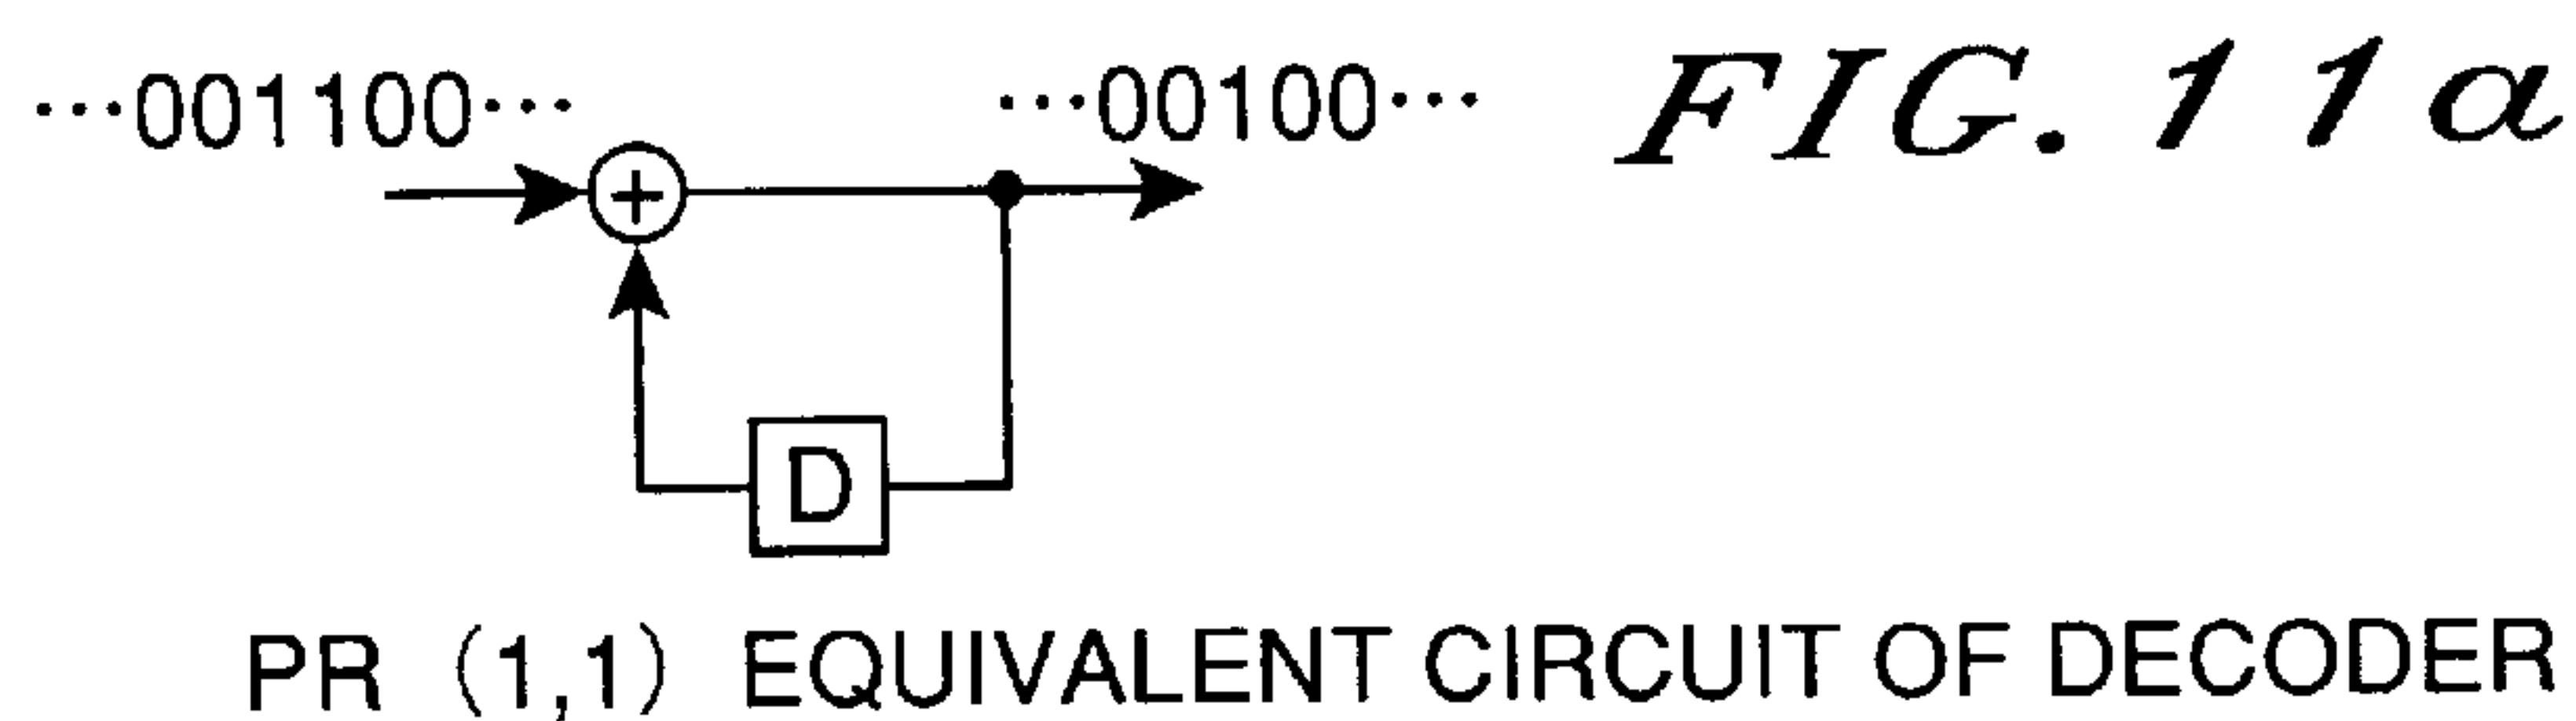 ···001100···
···00100···
FIG. 11a
+
D
PR (1,1) EQUIVALENT CIRCUIT OF DECODER